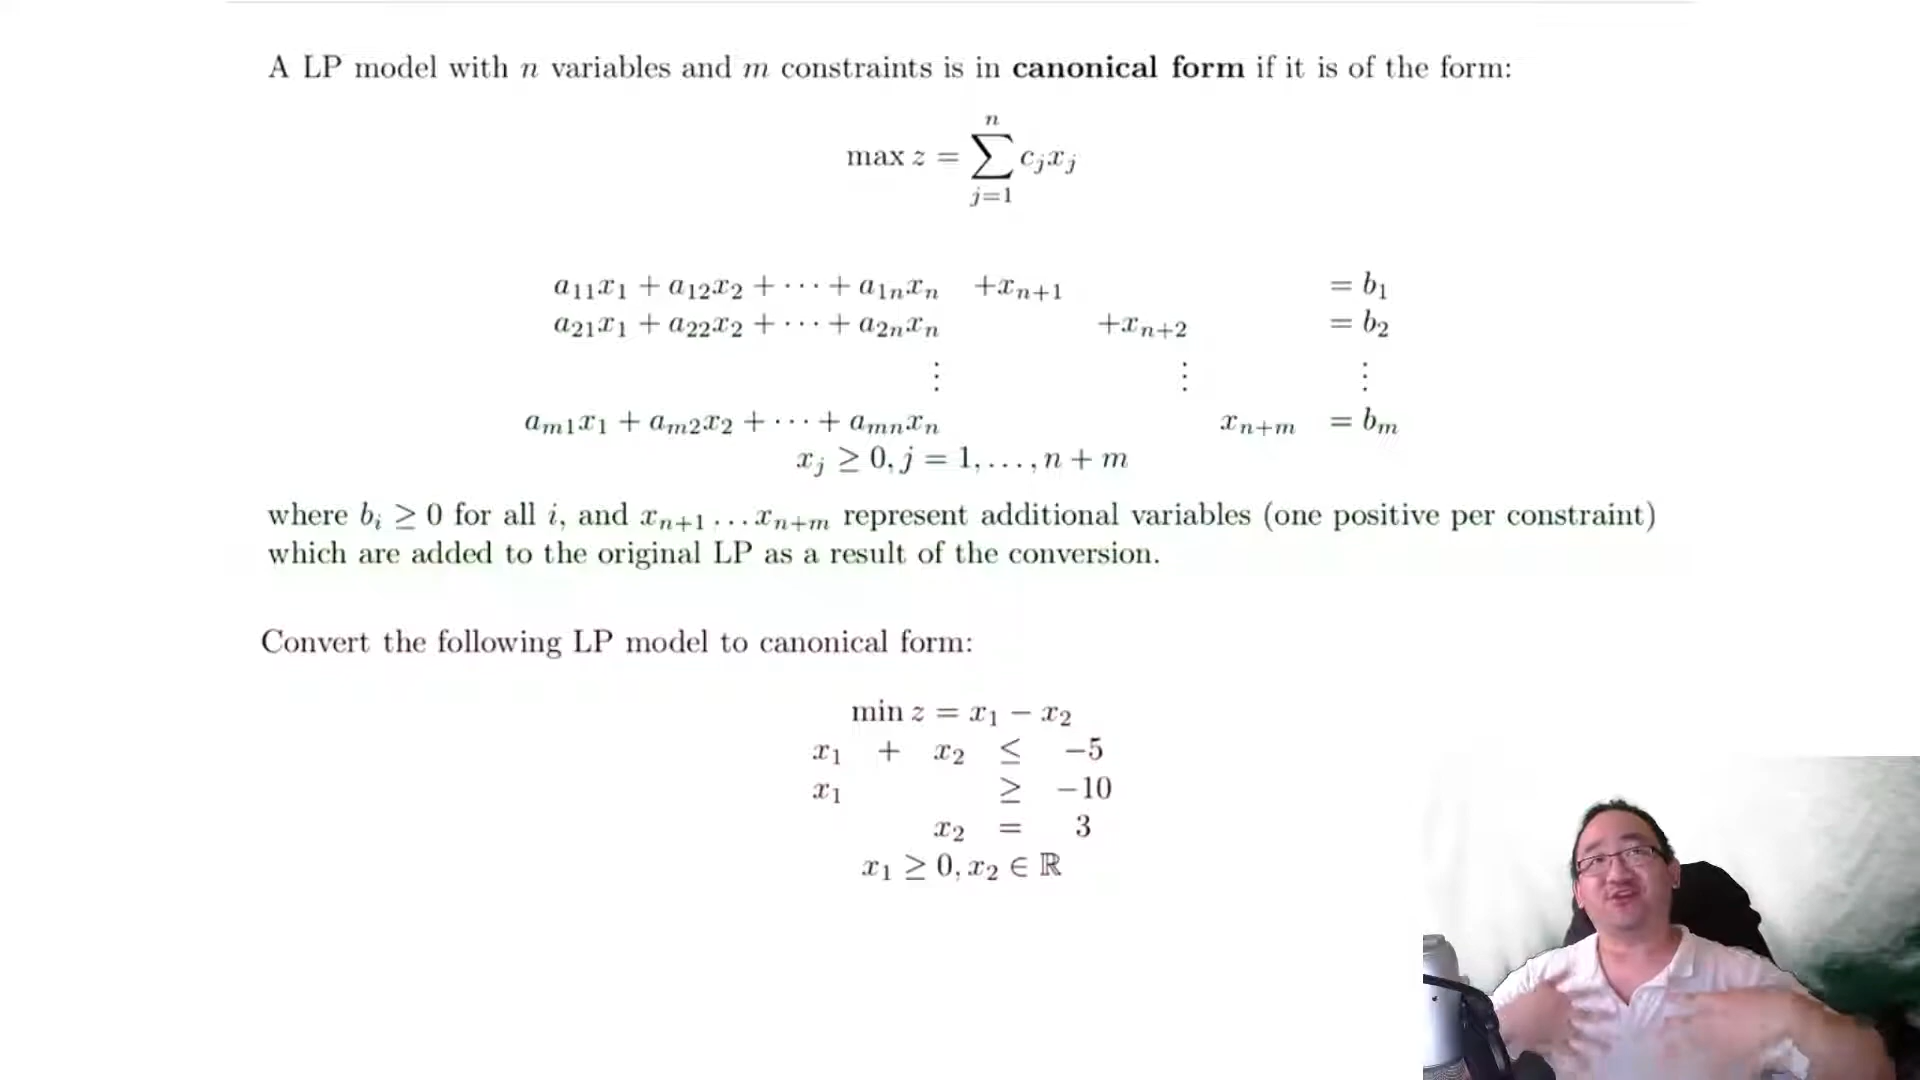 A LP model with n variables and m constraints is in canonical form if it is of the form:
max z = ∑_{j=1}^{n} c_j x_j
a_{11}x_1 + a_{12}x_2 + ⋯ + a_{1n}x_n +x_{n+1} = b_1
a_{21}x_1 + a_{22}x_2 + ⋯ + a_{2n}x_n +x_{n+2} = b_2
⋮ ⋮ ⋮
a_{m1}x_1 + a_{m2}x_2 + ⋯ + a_{mn}x_n x_{n+m} = b_m
x_j ≥ 0, j = 1, …, n + m
where b_i ≥ 0 for all i, and x_{n+1} … x_{n+m} represent additional variables (one positive per constraint)
which are added to the original LP as a result of the conversion.
Convert the following LP model to canonical form:
min z = x_1 − x_2
x_1 + x_2 ≤ −5
x_1 ≥ −10
x_2 = 3
x_1 ≥ 0, x_2 ∈ ℝ